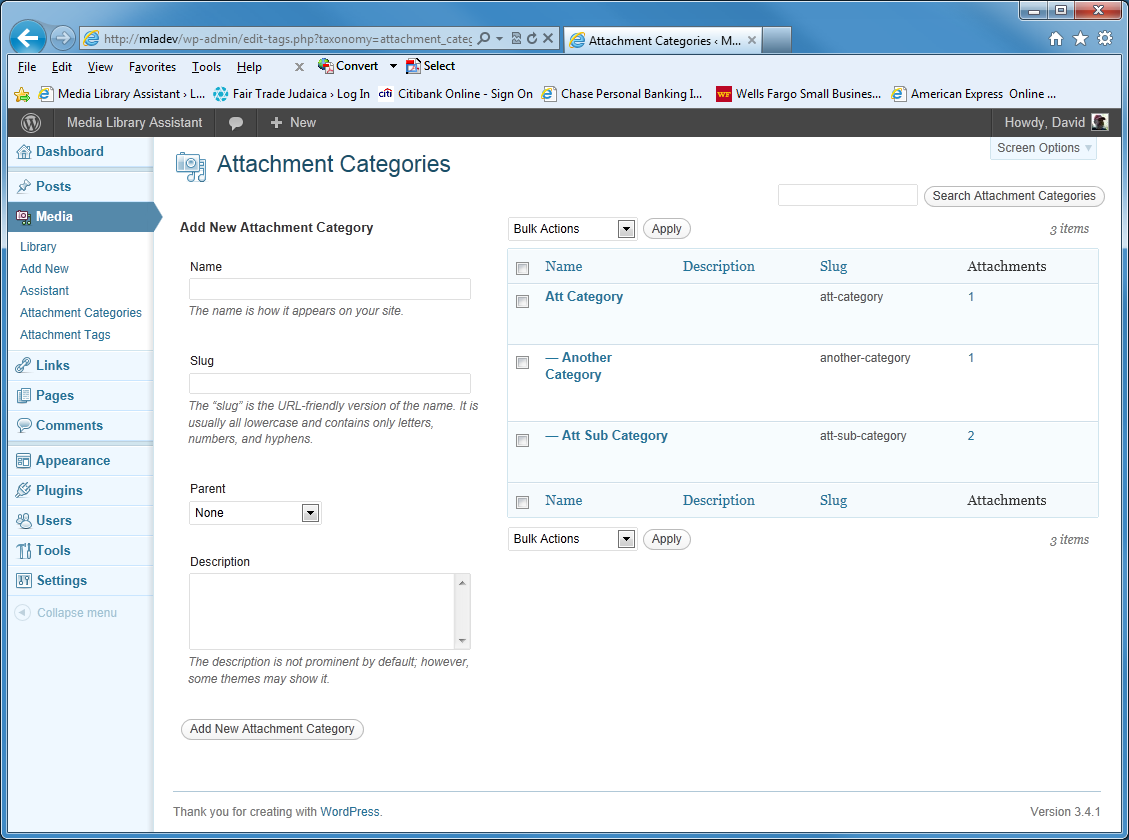 http://mladev/wp-admin/edit-tags.php?taxonomy=attachment_categ
Attachment Categories ‹ M...
File Edit View Favorites Tools Help x Convert Select
Media Library Assistant › L... Fair Trade Judaica › Log In citi Citibank Online - Sign On Chase Personal Banking I... WF Wells Fargo Small Business... American Express Online ...
Media Library Assistant + New Howdy, David
Screen Options
Dashboard
Posts
Media
Library
Add New
Assistant
Attachment Categories
Attachment Tags
Links
Pages
Comments
Appearance
Plugins
Users
Tools
Settings
Collapse menu
Attachment Categories
Search Attachment Categories
Add New Attachment Category
Name
The name is how it appears on your site.
Slug
The “slug” is the URL-friendly version of the name. It is
usually all lowercase and contains only letters,
numbers, and hyphens.
Parent
None
Description
The description is not prominent by default; however,
some themes may show it.
Add New Attachment Category
Bulk Actions Apply 3 items
Name Description Slug Attachments
Att Category att-category 1
— Another another-category 1
Category
— Att Sub Category att-sub-category 2
Name Description Slug Attachments
Bulk Actions Apply 3 items
Thank you for creating with WordPress. Version 3.4.1